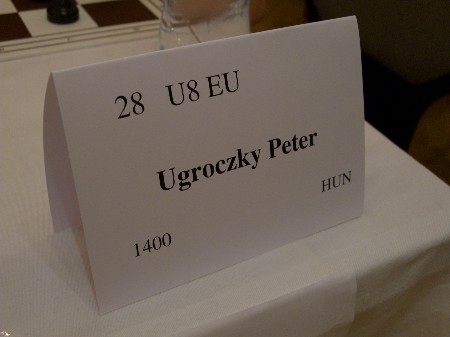 28 U8 EU
Ugroczky Peter
HUN
1400